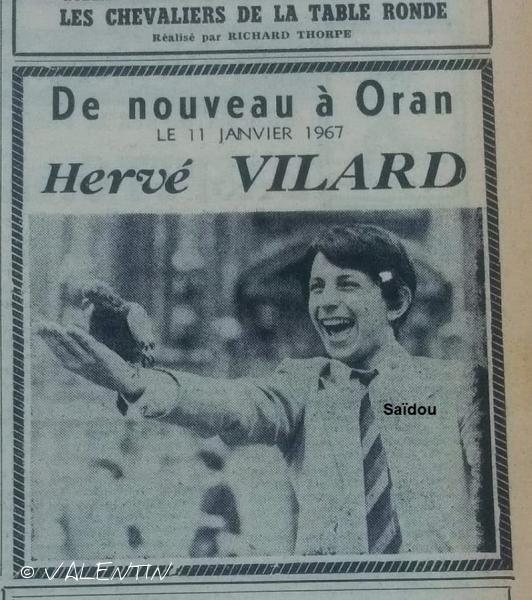 LES CHEVALIERS DE LA TABLE RONDE
Réalisé par RICHARD THORPE
De nouveau à Oran
LE 11 JANVIER 1967
Hervé VILARD
Saïdou
© VALENTIN